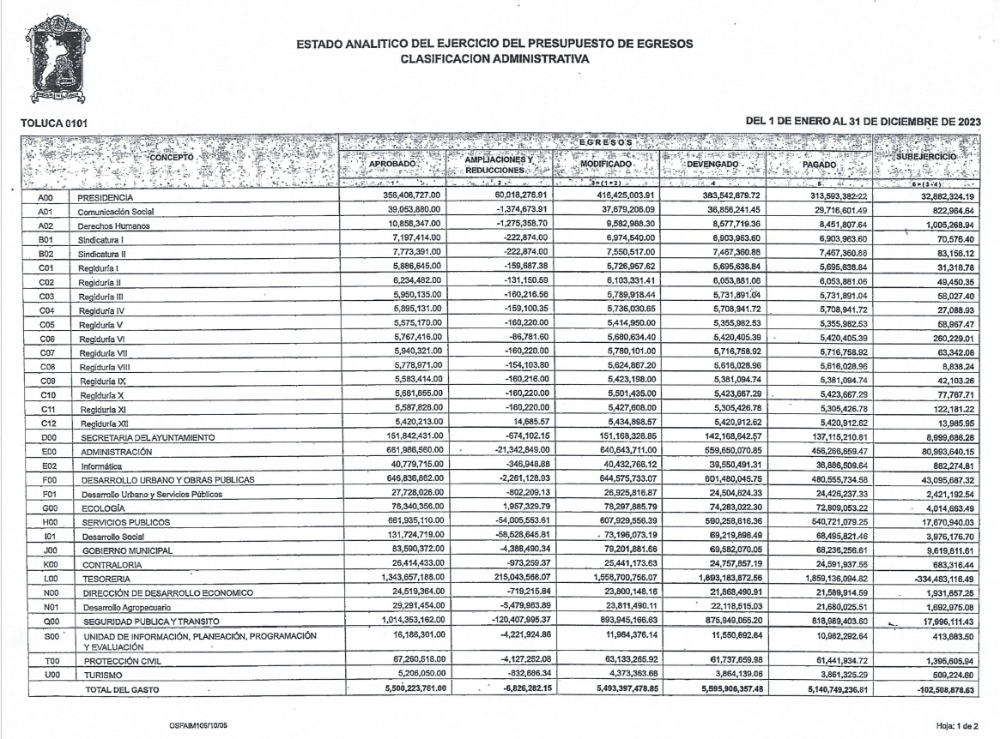 ESTADO ANALITICO DEL EJERCICIO DEL PRESUPUESTO DE EGRESOS
CLASIFICACION ADMINISTRATIVA
TOLUCA 0101 DEL 1 DE ENERO AL 31 DE DICIEMBRE DE 2023
EGRESOS
CONCEPTO APROBADO AMPLIACIONES Y REDUCCIONES MODIFICADO DEVENGADO PAGADO SUBEJERCICIO
1 2 3=(1+2) 4 5 6=(3-4)
A00 PRESIDENCIA 356,406,727.00 60,018,276.91 416,425,003.91 383,542,679.72 313,593,382.22 32,882,324.19
A01 Comunicación Social 39,053,880.00 -1,374,673.91 37,679,206.09 36,856,241.45 29,716,601.49 822,964.64
A02 Derechos Humanos 10,858,347.00 -1,275,358.70 9,582,988.30 8,577,719.36 8,451,807.64 1,005,268.94
B01 Sindicatura I 7,197,414.00 -222,874.00 6,974,540.00 6,903,963.60 6,903,963.60 70,576.40
B02 Sindicatura II 7,773,391.00 -222,874.00 7,550,517.00 7,467,360.88 7,467,360.88 83,156.12
C01 Regiduría I 5,886,645.00 -159,687.38 5,726,957.62 5,695,638.84 5,695,638.84 31,318.78
C02 Regiduría II 6,234,482.00 -131,150.59 6,103,331.41 6,053,881.06 6,053,881.06 49,450.35
C03 Regiduría III 5,950,135.00 -160,216.56 5,789,918.44 5,731,891.04 5,731,891.04 58,027.40
C04 Regiduría IV 5,895,131.00 -159,100.35 5,736,030.65 5,708,941.72 5,708,941.72 27,088.93
C05 Regiduría V 5,575,170.00 -160,220.00 5,414,950.00 5,355,982.53 5,355,982.53 58,967.47
C06 Regiduría VI 5,767,416.00 -86,781.60 5,680,634.40 5,420,405.39 5,420,405.39 260,229.01
C07 Regiduría VII 5,940,321.00 -160,220.00 5,780,101.00 5,716,758.92 5,716,758.92 63,342.08
C08 Regiduría VIII 5,778,971.00 -154,103.80 5,624,867.20 5,616,028.96 5,616,028.96 8,838.24
C09 Regiduría IX 5,583,414.00 -160,216.00 5,423,198.00 5,381,094.74 5,381,094.74 42,103.26
C10 Regiduría X 5,661,655.00 -160,220.00 5,501,435.00 5,423,667.29 5,423,667.29 77,767.71
C11 Regiduría XI 5,587,828.00 -160,220.00 5,427,608.00 5,305,426.78 5,305,426.78 122,181.22
C12 Regiduría XII 5,420,213.00 14,685.57 5,434,898.57 5,420,912.62 5,420,912.62 13,985.95
D00 SECRETARIA DEL AYUNTAMIENTO 151,842,431.00 -674,102.15 151,168,328.85 142,168,642.57 137,115,210.81 8,999,686.28
E00 ADMINISTRACIÓN 661,986,560.00 -21,342,849.00 640,643,711.00 559,650,070.85 456,266,659.47 80,993,640.15
E02 Informática 40,779,715.00 -346,948.88 40,432,766.12 39,550,491.31 36,886,509.64 882,274.81
F00 DESARROLLO URBANO Y OBRAS PUBLICAS 646,836,862.00 -2,261,128.93 644,575,733.07 601,480,045.75 480,555,734.58 43,095,687.32
F01 Desarrollo Urbano y Servicios Públicos 27,728,026.00 -802,209.13 26,925,816.87 24,504,624.33 24,426,237.33 2,421,192.54
G00 ECOLOGÍA 76,340,356.00 1,957,329.79 78,297,685.79 74,283,022.30 72,809,053.22 4,014,663.49
H00 SERVICIOS PUBLICOS 661,935,110.00 -54,005,553.61 607,929,556.39 590,258,616.36 540,721,079.25 17,670,940.03
I01 Desarrollo Social 131,724,719.00 -58,528,645.81 73,196,073.19 69,219,896.49 68,495,821.46 3,976,176.70
J00 GOBIERNO MUNICIPAL 83,590,372.00 -4,388,490.34 79,201,881.66 69,582,070.05 68,236,256.61 9,619,811.61
K00 CONTRALORIA 26,414,433.00 -973,259.37 25,441,173.63 24,757,857.19 24,591,937.55 683,316.44
L00 TESORERIA 1,343,657,188.00 215,043,568.07 1,558,700,756.07 1,893,183,872.56 1,859,136,094.82 -334,483,116.49
N00 DIRECCIÓN DE DESARROLLO ECONOMICO 24,519,364.00 -719,215.84 23,800,148.16 21,868,490.91 21,589,914.59 1,931,657.25
N01 Desarrollo Agropecuario 29,291,454.00 -5,479,963.89 23,811,490.11 22,118,515.03 21,680,025.51 1,692,975.08
Q00 SEGURIDAD PUBLICA Y TRANSITO 1,014,353,162.00 -120,407,995.37 893,945,166.63 875,949,055.20 818,989,403.60 17,996,111.43
S00 UNIDAD DE INFORMACIÓN, PLANEACIÓN, PROGRAMACIÓN 16,186,301.00 -4,221,924.86 11,964,376.14 11,550,692.64 10,962,292.64 413,683.50
Y EVALUACIÓN
T00 PROTECCIÓN CIVIL 67,260,518.00 -4,127,252.08 63,133,265.92 61,737,659.98 61,441,934.72 1,395,605.94
U00 TURISMO 5,206,050.00 -832,686.34 4,373,363.66 3,864,139.06 3,861,325.29 509,224.60
TOTAL DEL GASTO 5,500,223,761.00 -6,826,282.15 5,493,397,478.85 5,595,906,357.48 5,140,749,236.81 -102,508,878.63
OSFAIM106/10/05 Hoja: 1 de 2